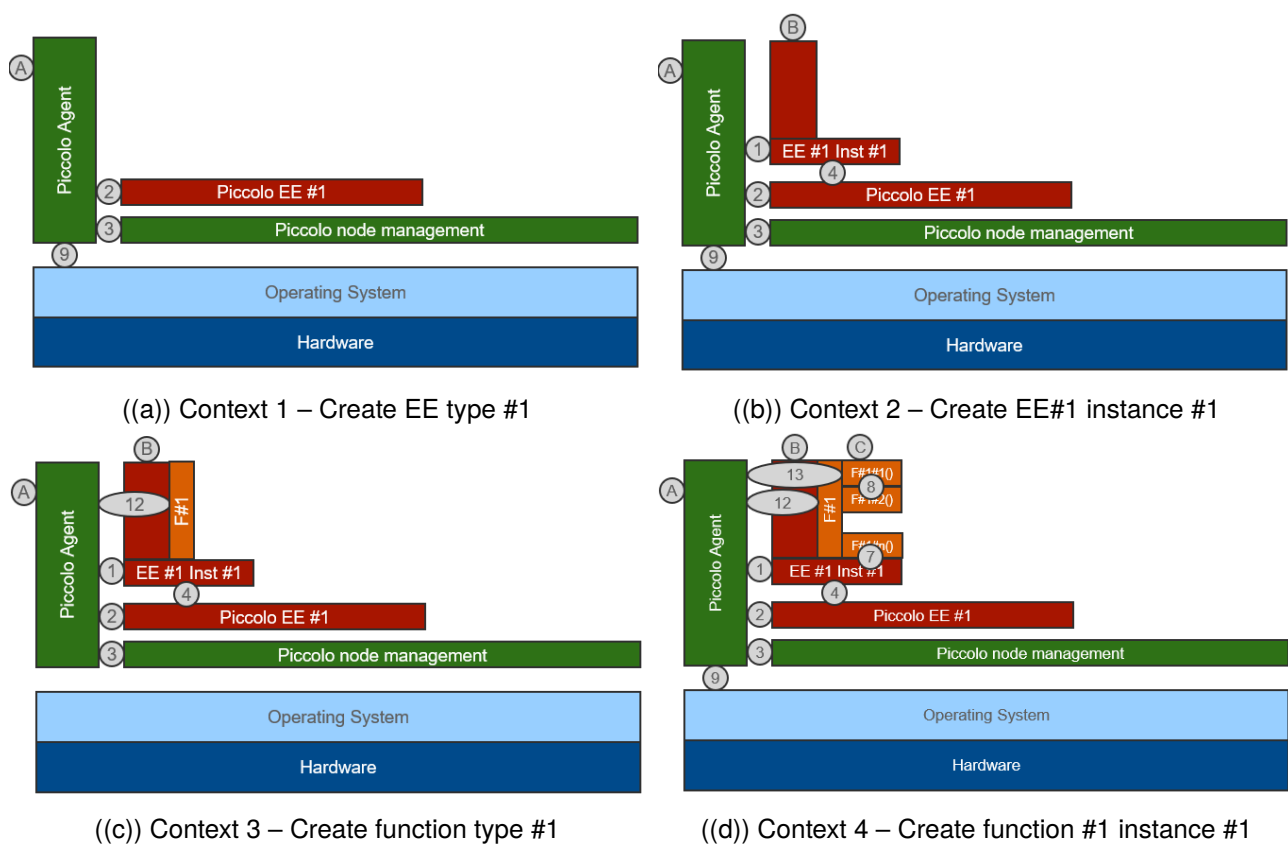 A
Piccolo Agent
2
Piccolo EE #1
3
Piccolo node management
9
Operating System
Hardware
((a)) Context 1 – Create EE type #1
B
A
Piccolo Agent
1
EE #1 Inst #1
4
2
Piccolo EE #1
3
Piccolo node management
9
Operating System
Hardware
((b)) Context 2 – Create EE#1 instance #1
B
A
12
F#1
Piccolo Agent
1
EE #1 Inst #1
4
2
Piccolo EE #1
3
Piccolo node management
Operating System
Hardware
((c)) Context 3 – Create function type #1
B
C
13
F#1#1()
A
8
12
F#1#2()
F#1
Piccolo Agent
F#1#n()
7
1
EE #1 Inst #1
4
2
Piccolo EE #1
3
Piccolo node management
9
Operating System
Hardware
((d)) Context 4 – Create function #1 instance #1